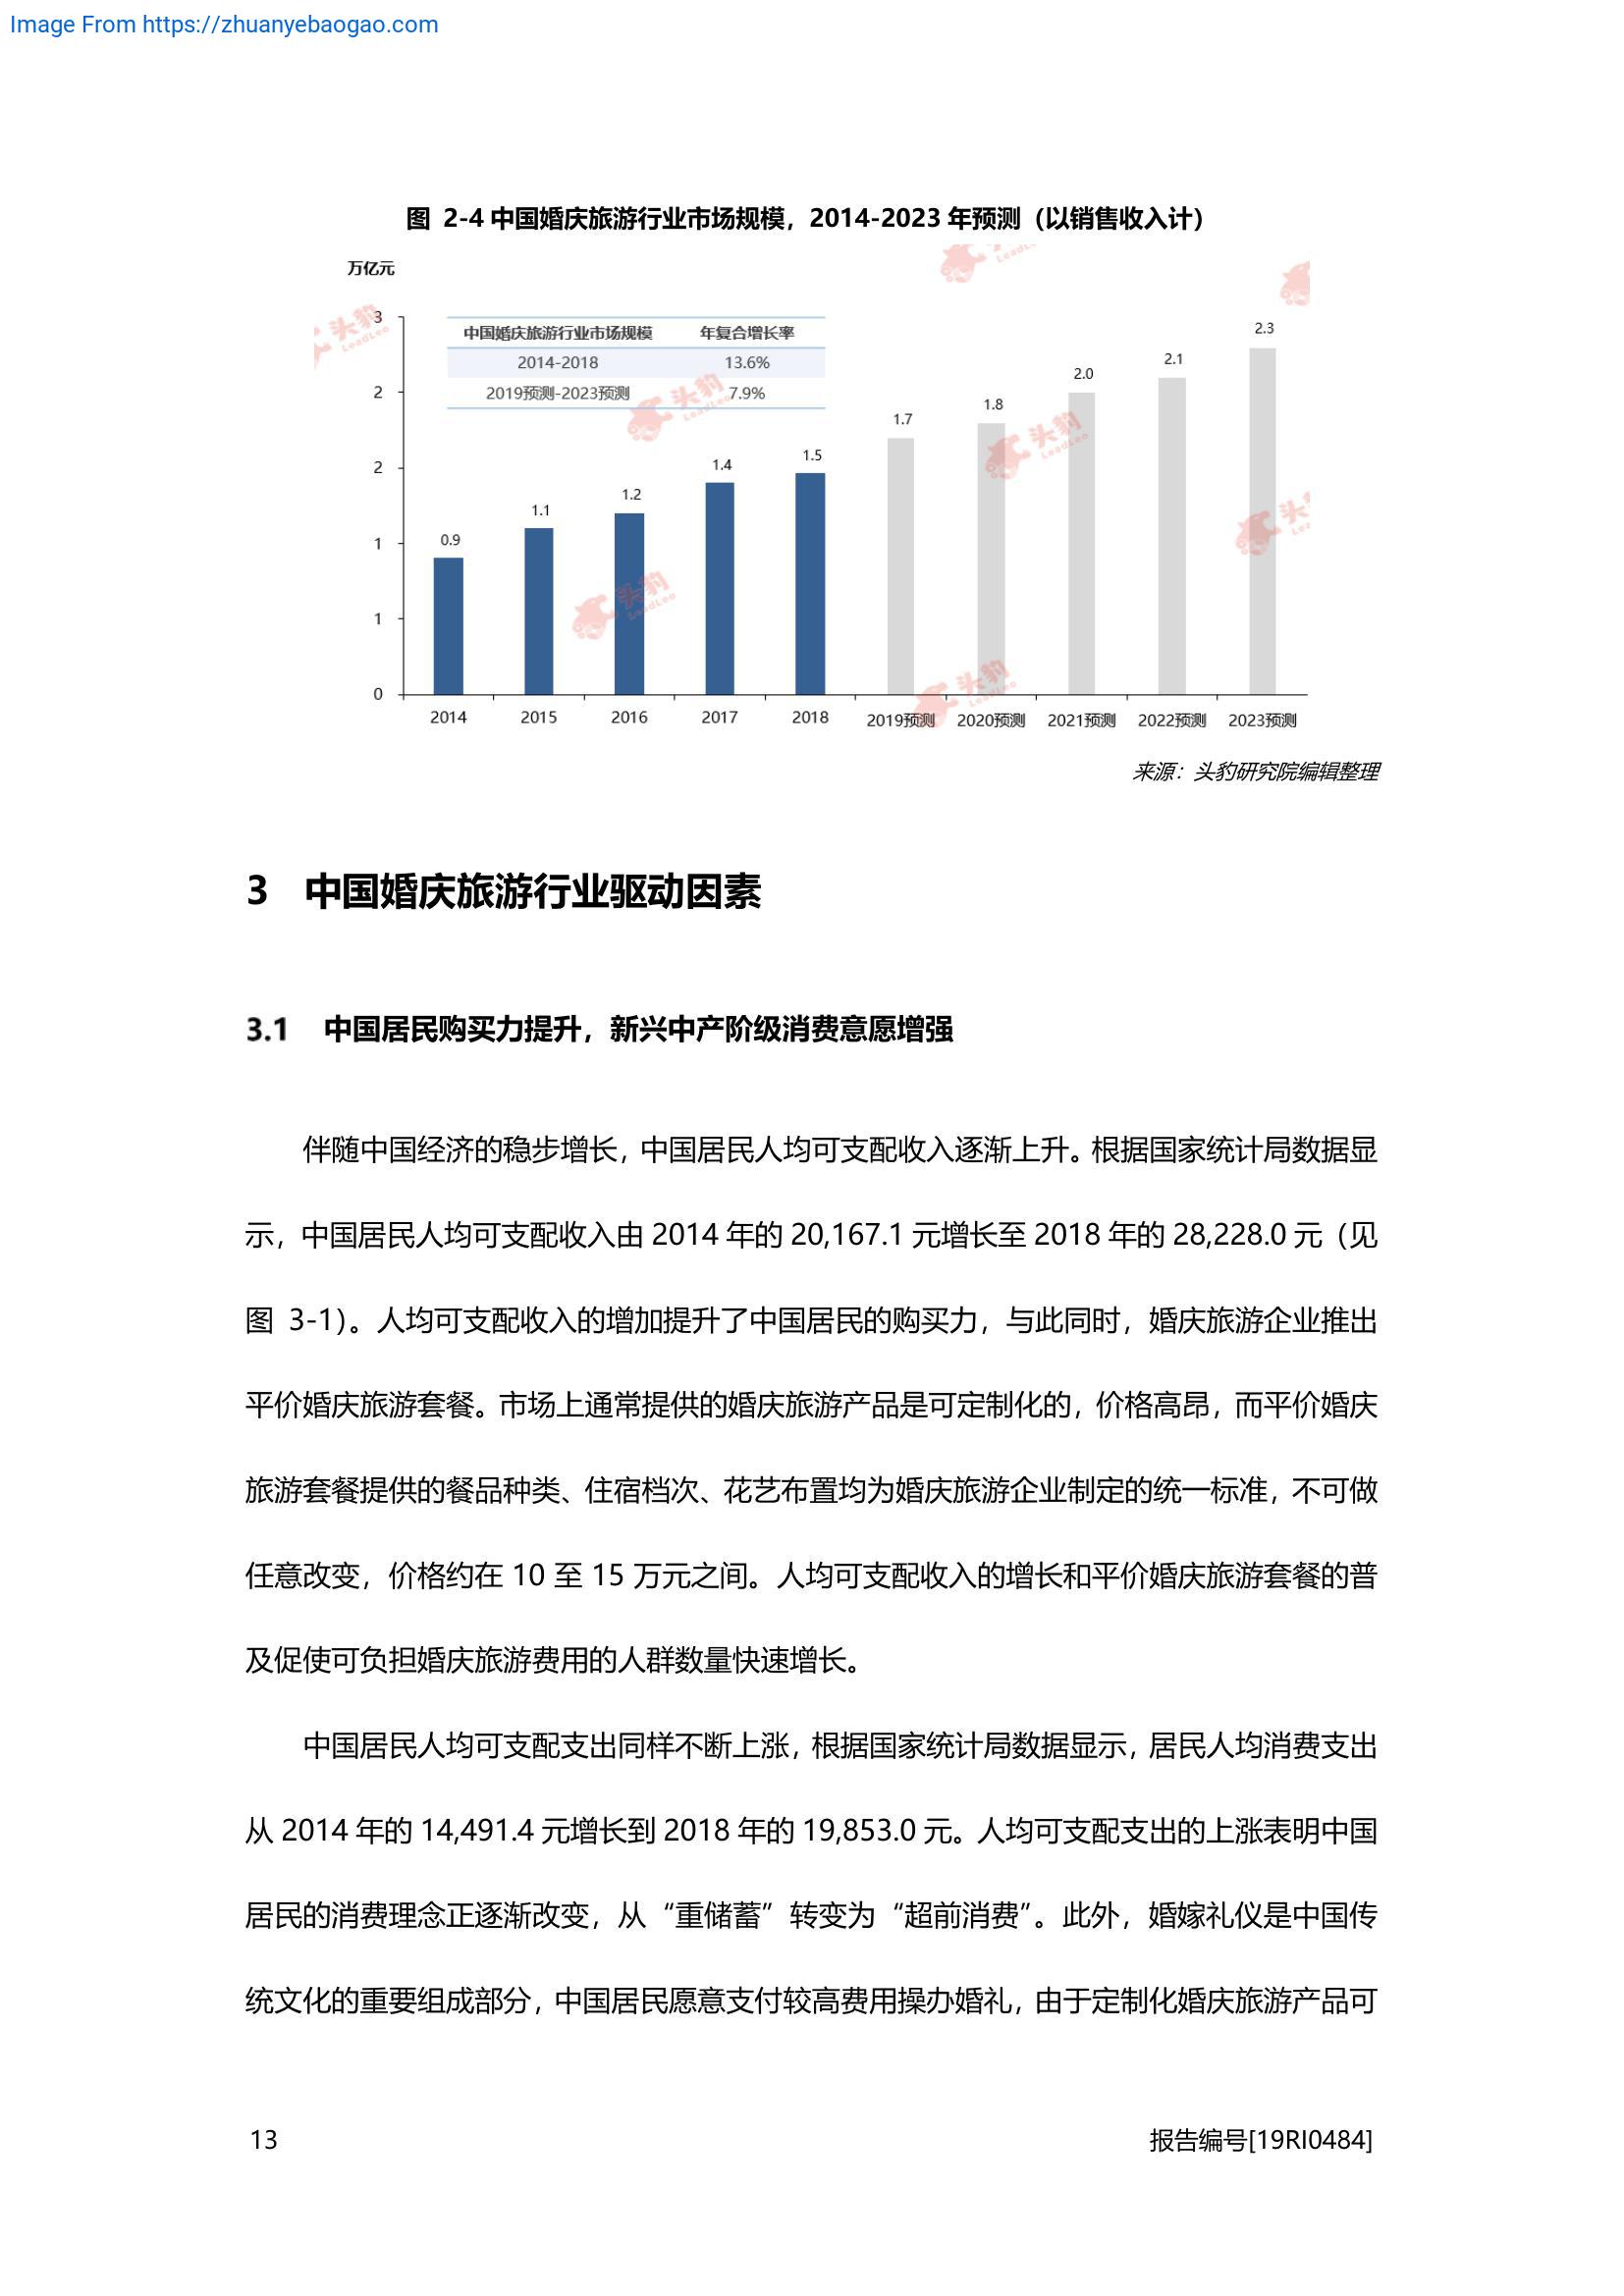 Image From https://zhuanyebaogao.com
图 2-4 中国婚庆旅游行业市场规模，2014-2023 年预测（以销售收入计）
万亿元
3
2
2
1
1
0
中国婚庆旅游行业市场规模 年复合增长率
2014-2018 13.6%
2019预测-2023预测 7.9%
0.9
1.1
1.2
1.4
1.5
1.7
1.8
2.0
2.1
2.3
2014 2015 2016 2017 2018 2019预测 2020预测 2021预测 2022预测 2023预测
头豹
LeadLeo
头豹
LeadLeo
头豹
LeadLeo
头豹
LeadLeo
头豹
LeadLeo
来源：头豹研究院编辑整理
3 中国婚庆旅游行业驱动因素
3.1 中国居民购买力提升，新兴中产阶级消费意愿增强
伴随中国经济的稳步增长，中国居民人均可支配收入逐渐上升。根据国家统计局数据显
示，中国居民人均可支配收入由 2014 年的 20,167.1 元增长至 2018 年的 28,228.0 元（见
图 3-1）。人均可支配收入的增加提升了中国居民的购买力，与此同时，婚庆旅游企业推出
平价婚庆旅游套餐。市场上通常提供的婚庆旅游产品是可定制化的，价格高昂，而平价婚庆
旅游套餐提供的餐品种类、住宿档次、花艺布置均为婚庆旅游企业制定的统一标准，不可做
任意改变，价格约在 10 至 15 万元之间。人均可支配收入的增长和平价婚庆旅游套餐的普
及促使可负担婚庆旅游费用的人群数量快速增长。
中国居民人均可支配支出同样不断上涨，根据国家统计局数据显示，居民人均消费支出
从 2014 年的 14,491.4 元增长到 2018 年的 19,853.0 元。人均可支配支出的上涨表明中国
居民的消费理念正逐渐改变，从“重储蓄”转变为“超前消费”。此外，婚嫁礼仪是中国传
统文化的重要组成部分，中国居民愿意支付较高费用操办婚礼，由于定制化婚庆旅游产品可
13 报告编号[19RI0484]